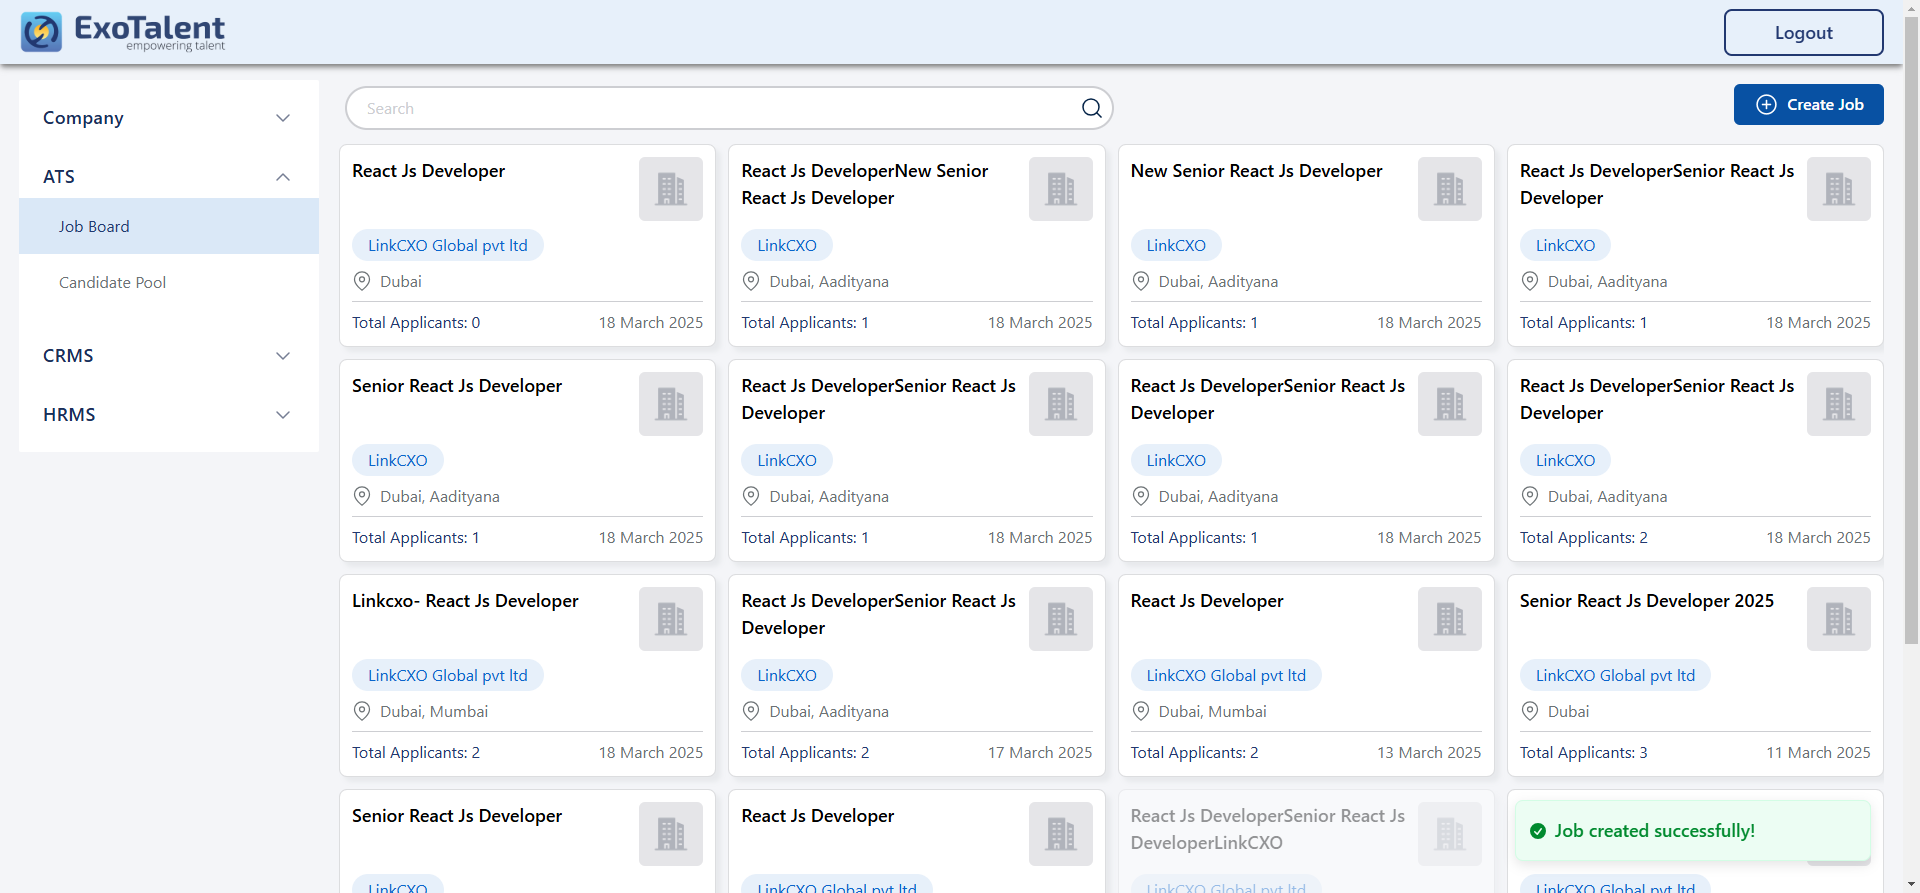 ExoTalent
empowering talent
Logout
Company
ATS
Job Board
Candidate Pool
CRMS
HRMS
Search
Create Job
React Js Developer
LinkCXO Global pvt ltd
Dubai
Total Applicants: 0
18 March 2025
React Js DeveloperNew Senior
React Js Developer
LinkCXO
Dubai, Aadityana
Total Applicants: 1
18 March 2025
New Senior React Js Developer
LinkCXO
Dubai, Aadityana
Total Applicants: 1
18 March 2025
React Js DeveloperSenior React Js
Developer
LinkCXO
Dubai, Aadityana
Total Applicants: 1
18 March 2025
Senior React Js Developer
LinkCXO
Dubai, Aadityana
Total Applicants: 1
18 March 2025
React Js DeveloperSenior React Js
Developer
LinkCXO
Dubai, Aadityana
Total Applicants: 1
18 March 2025
React Js DeveloperSenior React Js
Developer
LinkCXO
Dubai, Aadityana
Total Applicants: 1
18 March 2025
React Js DeveloperSenior React Js
Developer
LinkCXO
Dubai, Aadityana
Total Applicants: 2
18 March 2025
Linkcxo- React Js Developer
LinkCXO Global pvt ltd
Dubai, Mumbai
Total Applicants: 2
18 March 2025
React Js DeveloperSenior React Js
Developer
LinkCXO
Dubai, Aadityana
Total Applicants: 2
17 March 2025
React Js Developer
LinkCXO Global pvt ltd
Dubai, Mumbai
Total Applicants: 2
13 March 2025
Senior React Js Developer 2025
LinkCXO Global pvt ltd
Dubai
Total Applicants: 3
11 March 2025
Senior React Js Developer
LinkCXO
React Js Developer
LinkCXO Global pvt ltd
React Js DeveloperSenior React Js
DeveloperLinkCXO
LinkCXO Global pvt ltd
Job created successfully!
LinkCXO Global pvt ltd